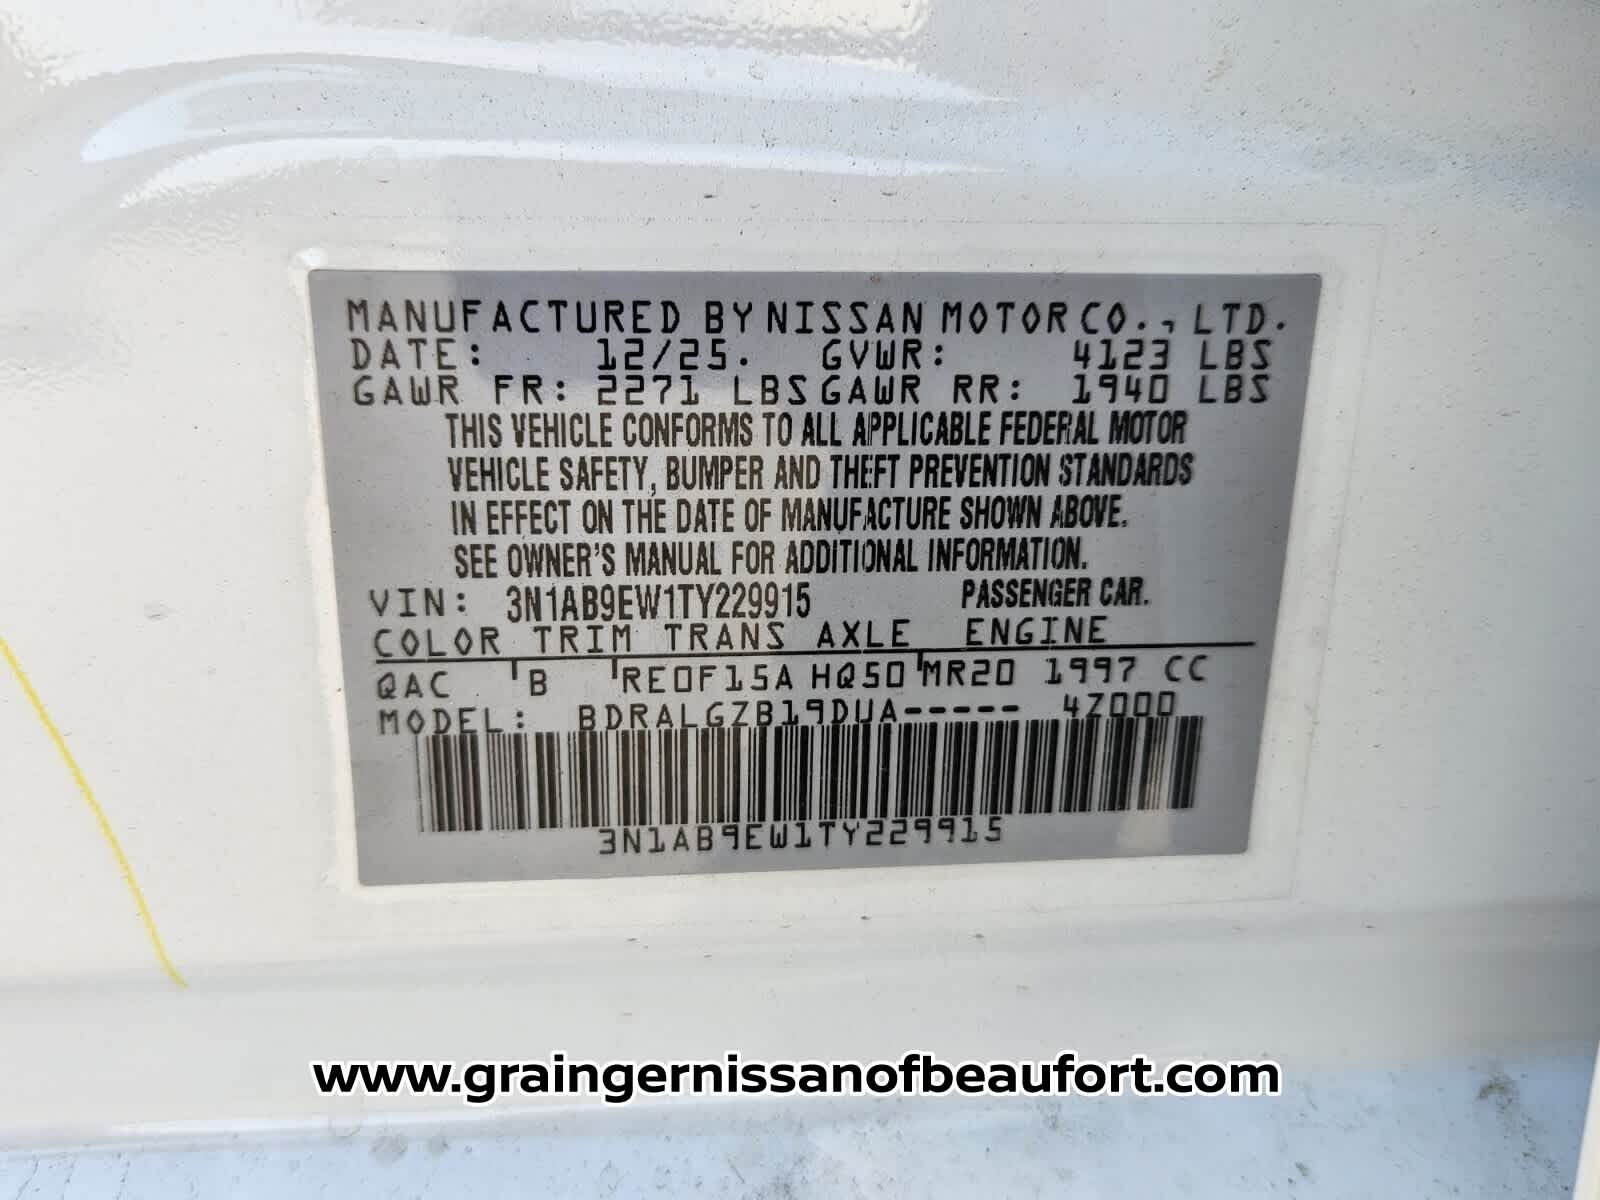 MANUFACTURED BY NISSAN MOTOR CO., LTD.
DATE: 12/25. GVWR: 4123 LBS
GAWR FR: 2271 LBS GAWR RR: 1940 LBS
THIS VEHICLE CONFORMS TO ALL APPLICABLE FEDERAL MOTOR
VEHICLE SAFETY, BUMPER AND THEFT PREVENTION STANDARDS
IN EFFECT ON THE DATE OF MANUFACTURE SHOWN ABOVE.
SEE OWNER'S MANUAL FOR ADDITIONAL INFORMATION.
VIN: 3N1AB9EW1TY229915 PASSENGER CAR.
COLOR TRIM TRANS AXLE ENGINE
QAC B RE0F15A HQ50 MR20 1997 CC
MODEL: BDRALGZB19DUA----- 4Z000
3N1AB9EW1TY229915
www.graingernissanofbeaufort.com